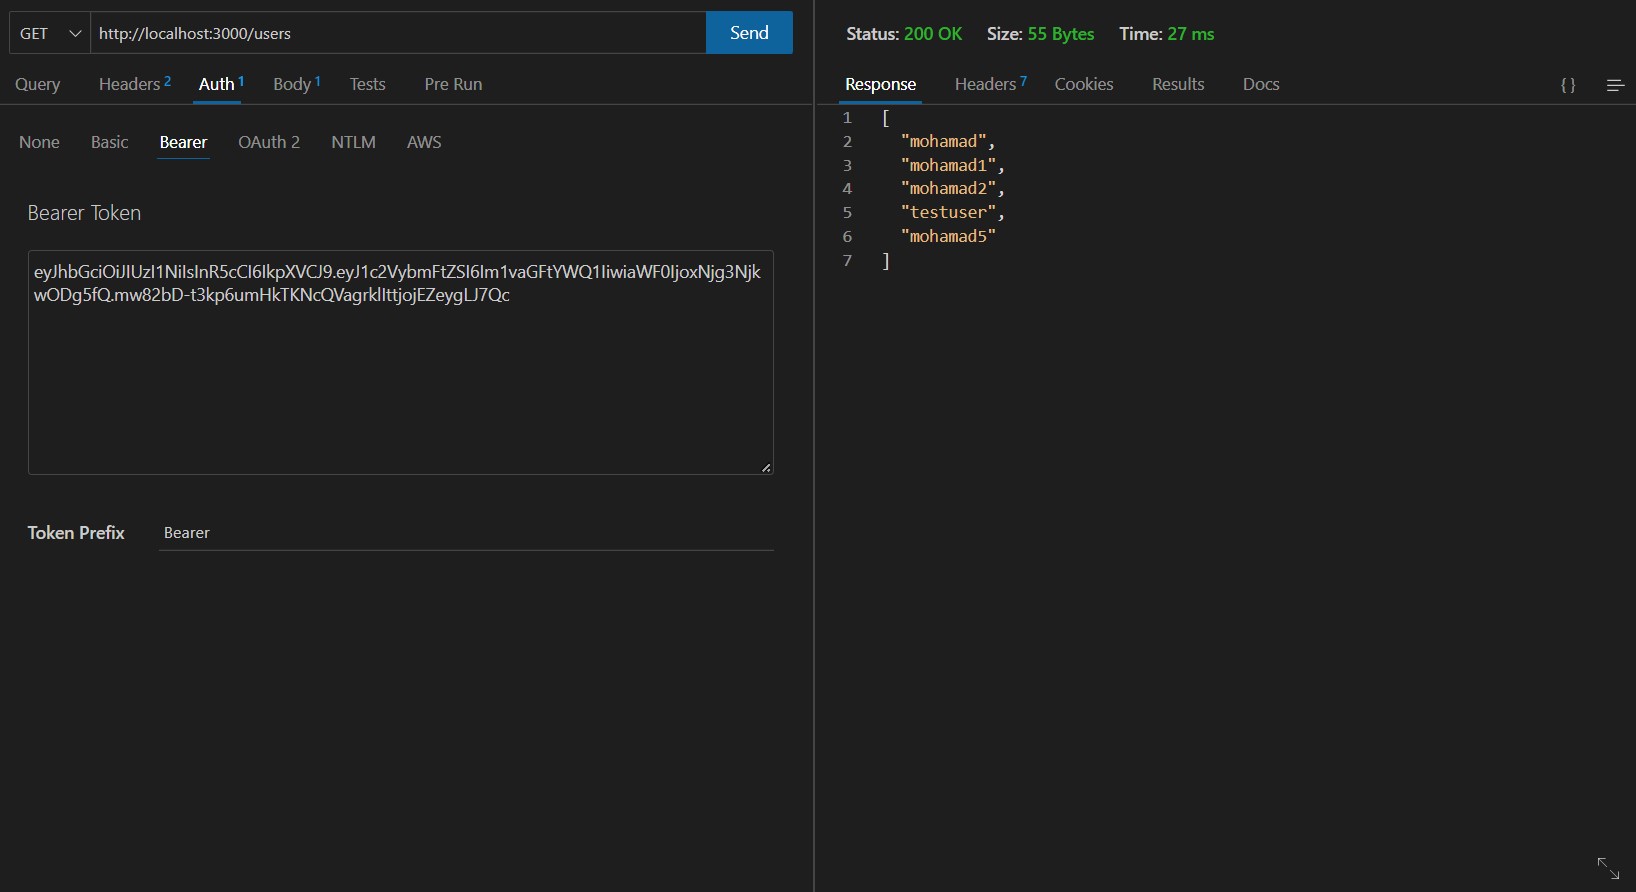 GET http://localhost:3000/users Send
Query Headers 2 Auth 1 Body 1 Tests Pre Run
None Basic Bearer OAuth 2 NTLM AWS
Bearer Token
eyJhbGciOiJIUzI1NiIsInR5cCI6IkpXVCJ9.eyJ1c2VybmFtZSI6Im1vaGFtYWQ1IiwiaWF0IjoxNjg3Njk
wODg5fQ.mw82bD-t3kp6umHkTKNcQVagrklIttjojEZeygLJ7Qc
Token Prefix Bearer
Status: 200 OK Size: 55 Bytes Time: 27 ms
Response Headers 7 Cookies Results Docs { }
1 [
2 "mohamad",
3 "mohamad1",
4 "mohamad2",
5 "testuser",
6 "mohamad5"
7 ]